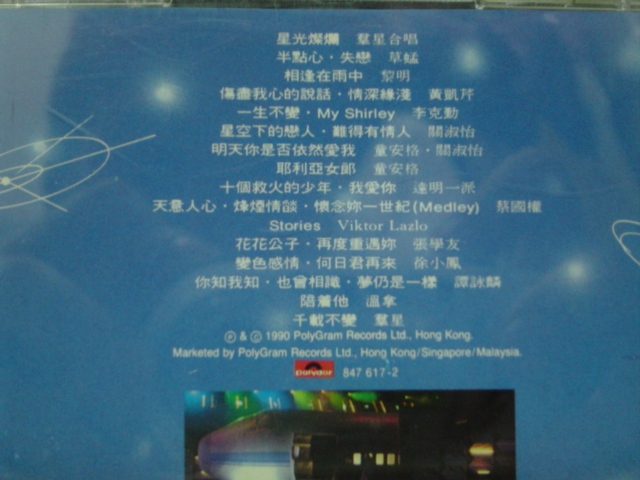 星光燦爛 羣星合唱
半點心，失戀 草蜢
相逢在雨中 黎明
傷盡我心的說話，情深緣淺 黃凱芹
一生不變，My Shirley 李克勤
星空下的戀人，難得有情人 關淑怡
明天你是否依然愛我 童安格，關淑怡
耶利亞女郎 童安格
十個救火的少年，我愛你 達明一派
天意人心，烽煙情談，懷念妳一世紀(Medley) 蔡國權
Stories Viktor Lazlo
花花公子，再度重遇妳 張學友
變色感情，何日君再來 徐小鳳
你知我知，也曾相識，夢仍是一樣 譚詠麟
陪着他 溫拿
千載不變 羣星
Ⓟ & © 1990 PolyGram Records Ltd., Hong Kong.
Marketed by PolyGram Records Ltd., Hong Kong/Singapore/Malaysia.
polydor 847 617-2